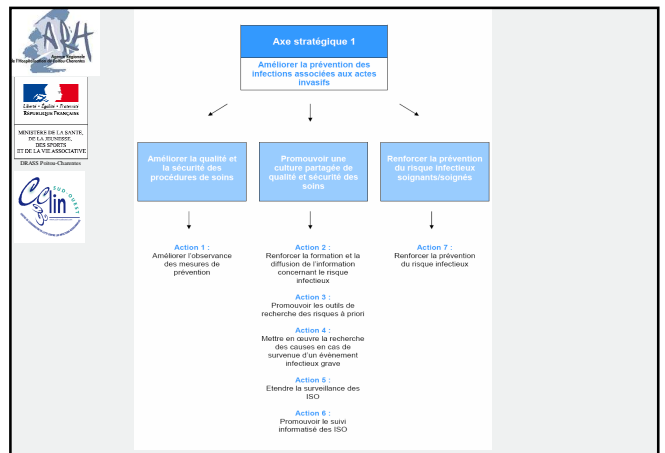 ARH
Agence Régionale
de l'Hospitalisation de Poitou-Charentes
Liberté • Égalité • Fraternité
RÉPUBLIQUE FRANÇAISE
MINISTÈRE DE LA SANTÉ,
DE LA JEUNESSE,
DES SPORTS
ET DE LA VIE ASSOCIATIVE
DRASS Poitou-Charentes
CClin
SUD-OUEST
Axe stratégique 1
Améliorer la prévention des
infections associées aux actes
invasifs
Améliorer la qualité et
la sécurité des
procédures de soins
Promouvoir une
culture partagée de
qualité et sécurité des
soins
Renforcer la prévention
du risque infectieux
soignants/soignés
Action 1 :
Améliorer l'observance
des mesures de
prévention
Action 2 :
Renforcer la formation et la
diffusion de l'information
concernant le risque
infectieux
Action 3 :
Promouvoir les outils de
recherche des risques à priori
Action 4 :
Mettre en œuvre la recherche
des causes en cas de
survenue d'un évènement
infectieux grave
Action 5 :
Etendre la surveillance des
ISO
Action 6 :
Promouvoir le suivi
informatisé des ISO
Action 7 :
Renforcer la prévention
du risque infectieux